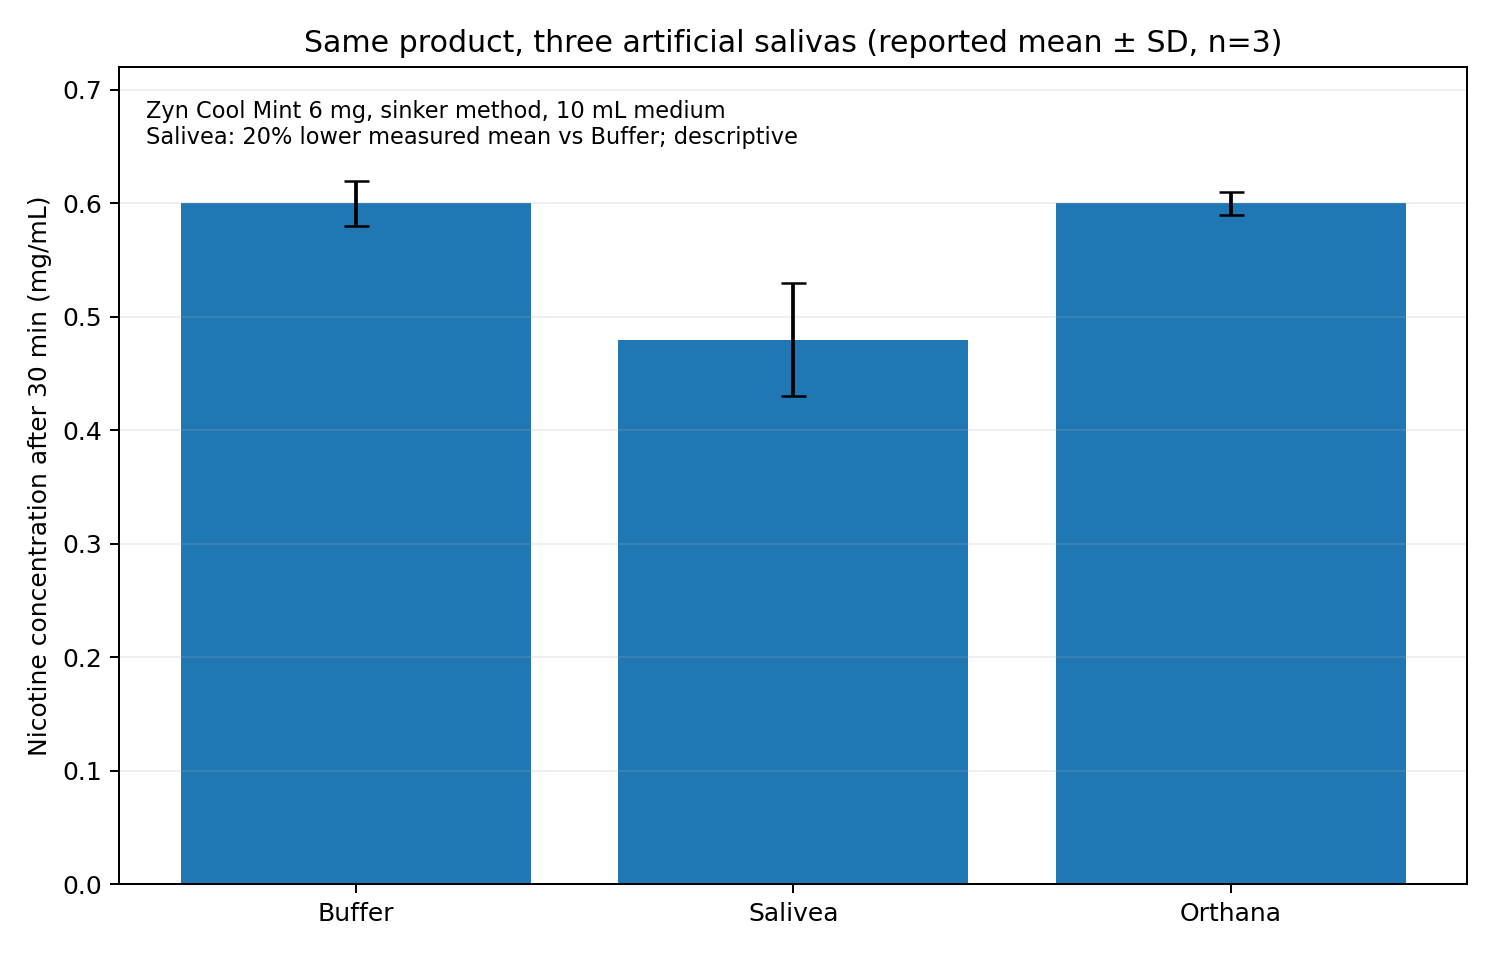 Same product, three artificial salivas (reported mean ± SD, n=3)
Zyn Cool Mint 6 mg, sinker method, 10 mL medium
Salivea: 20% lower measured mean vs Buffer; descriptive
Nicotine concentration after 30 min (mg/mL)
0.7
0.6
0.5
0.4
0.3
0.2
0.1
0.0
Buffer
Salivea
Orthana